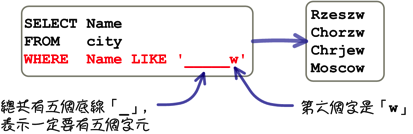 SELECT Name
FROM city
WHERE Name LIKE '_____w'
Rzeszw
Chorzw
Chrjew
Moscow
總共有五個底線「_」,
表示一定要有五個字元
第六個字是「w」